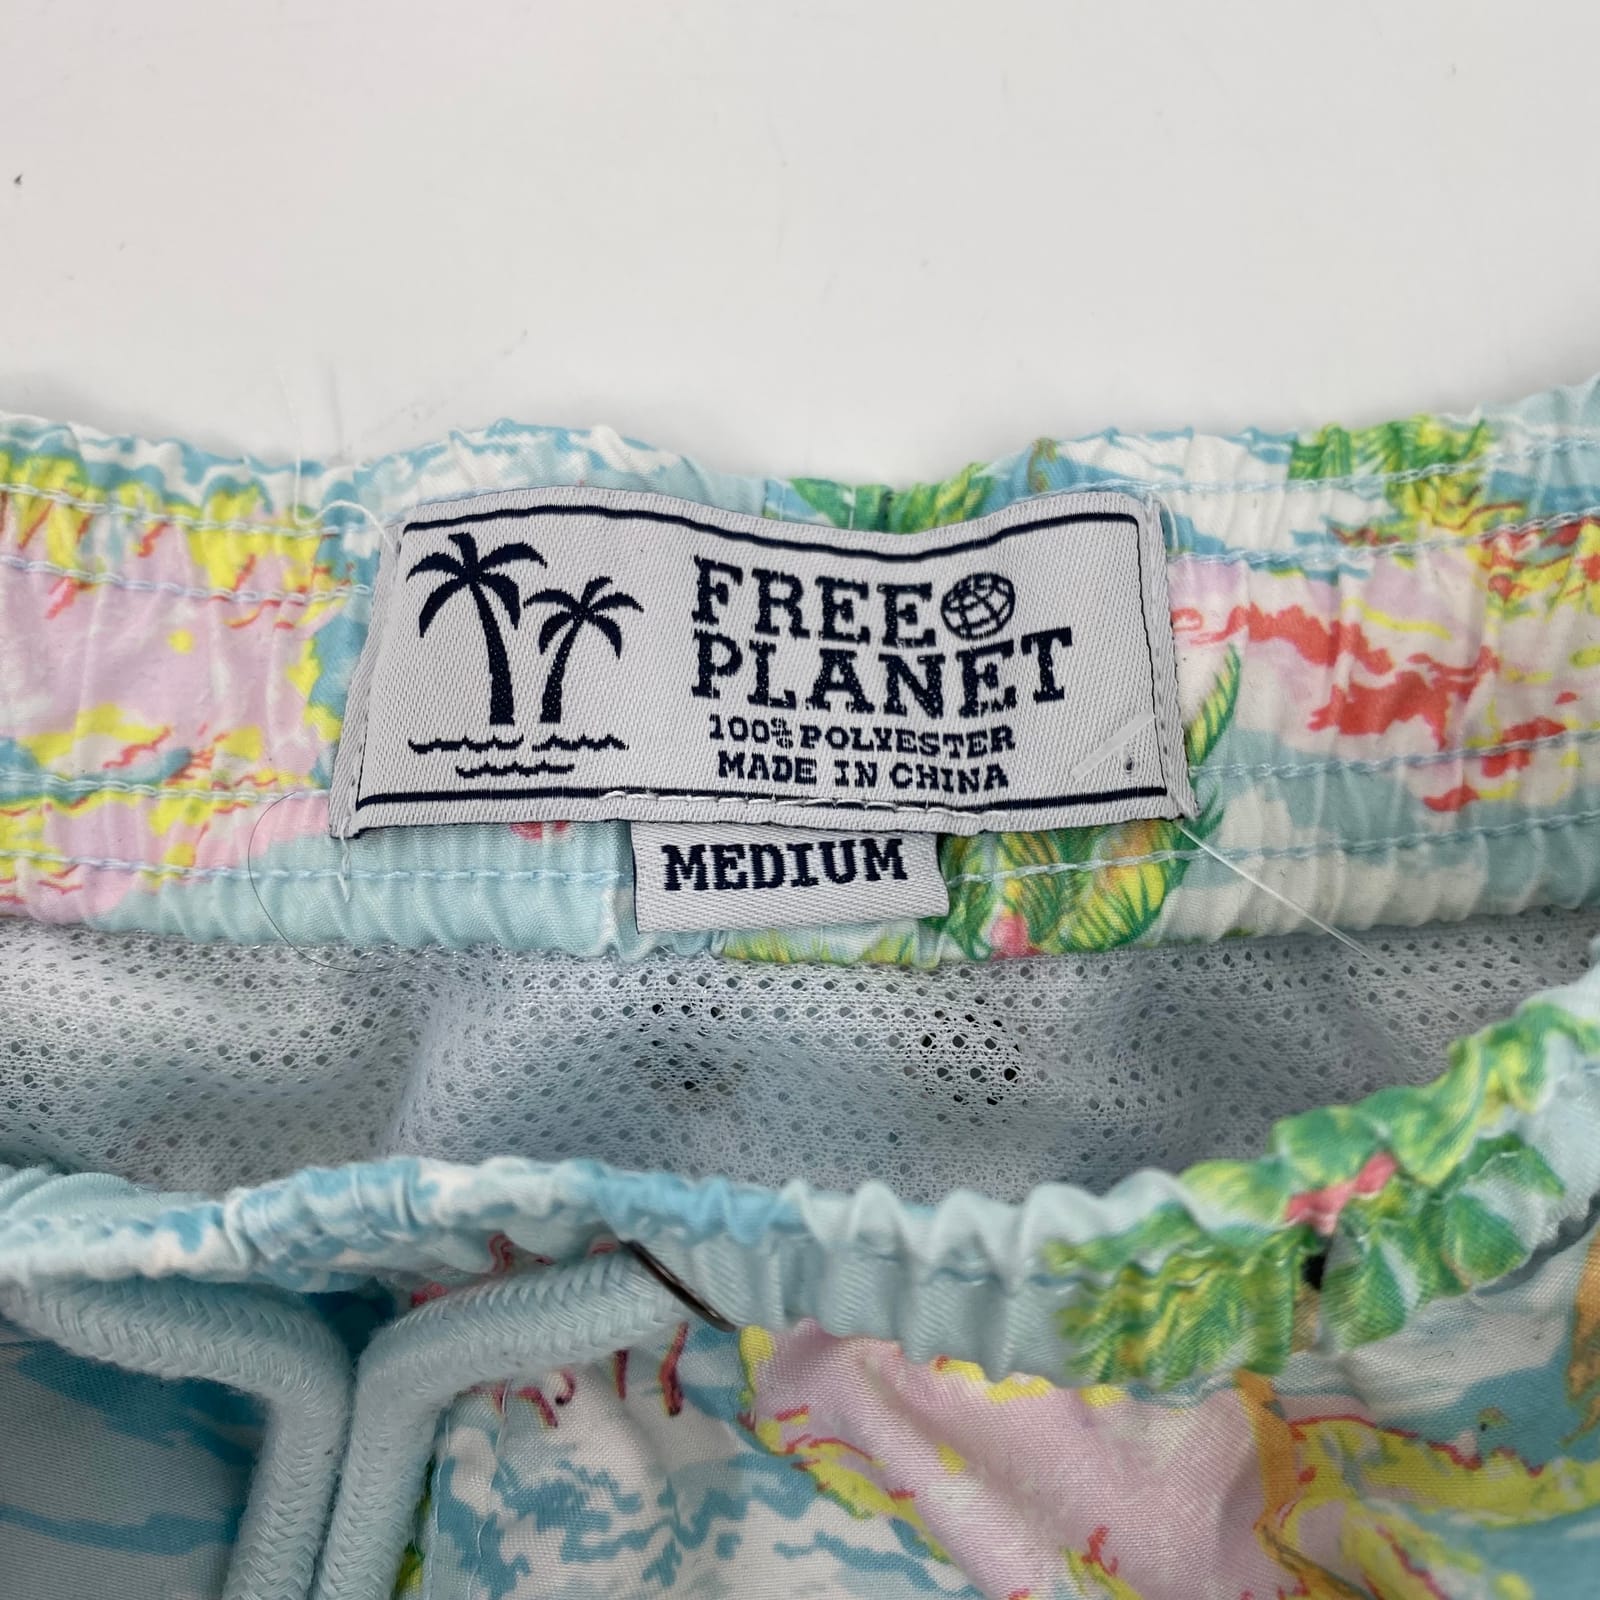 FREE
PLANET
100% POLYESTER
MADE IN CHINA
MEDIUM